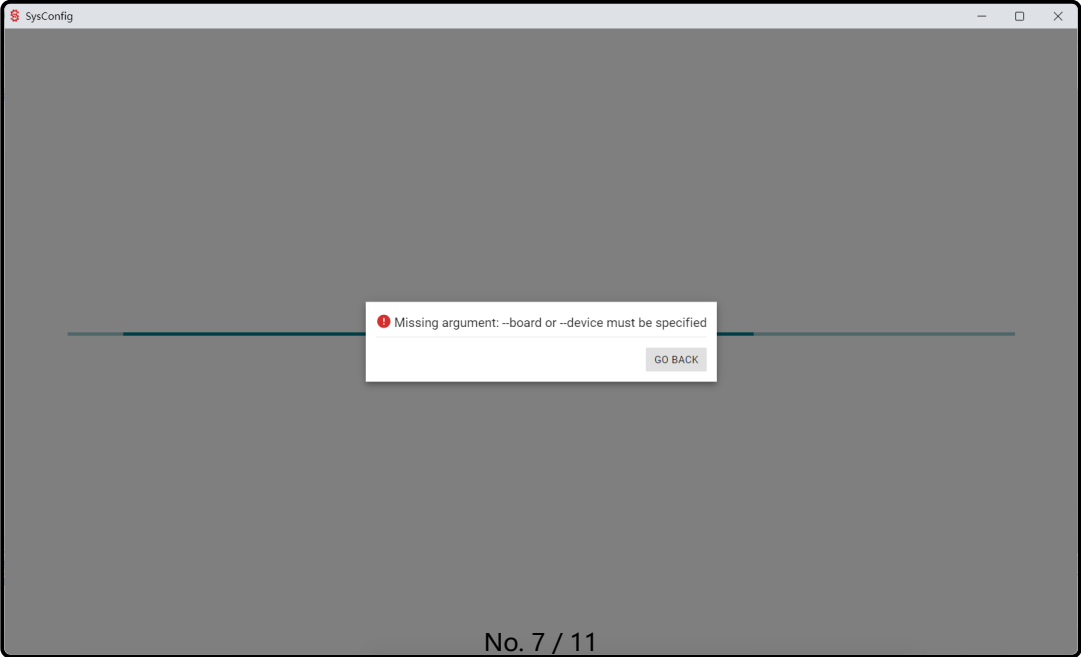 SysConfig
Missing argument: --board or --device must be specified
GO BACK
No. 7 / 11